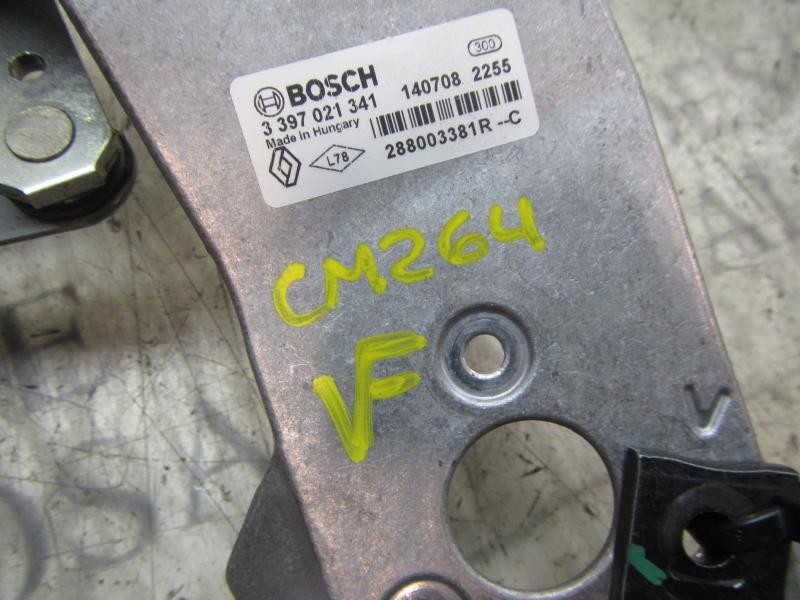 BOSCH
300
3 397 021 341
140708 2255
Made in Hungary
L78
288003381R --C
CM264
VF
V